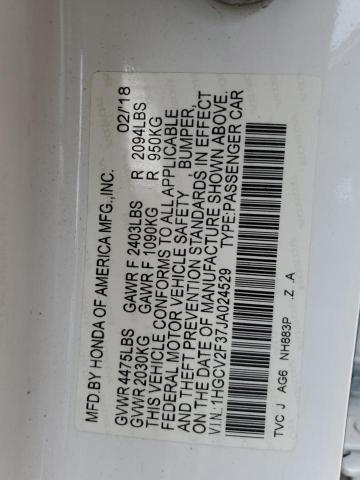 MFD.BY HONDA OF AMERICA MFG.,INC. 02/'18
GVWR 4475LBS GAWR F 2403LBS R 2094LBS
GVWR 2030KG GAWR F 1090KG R 950KG
THIS VEHICLE CONFORMS TO ALL APPLICABLE
FEDERAL MOTOR VEHICLE SAFETY, BUMPER,
AND THEFT PREVENTION STANDARDS IN EFFECT
ON THE DATE OF MANUFACTURE SHOWN ABOVE.
V.I.N.:1HGCV2F37JA024529 TYPE:PASSENGER CAR
TVC J AG6 NH883P .Z .A